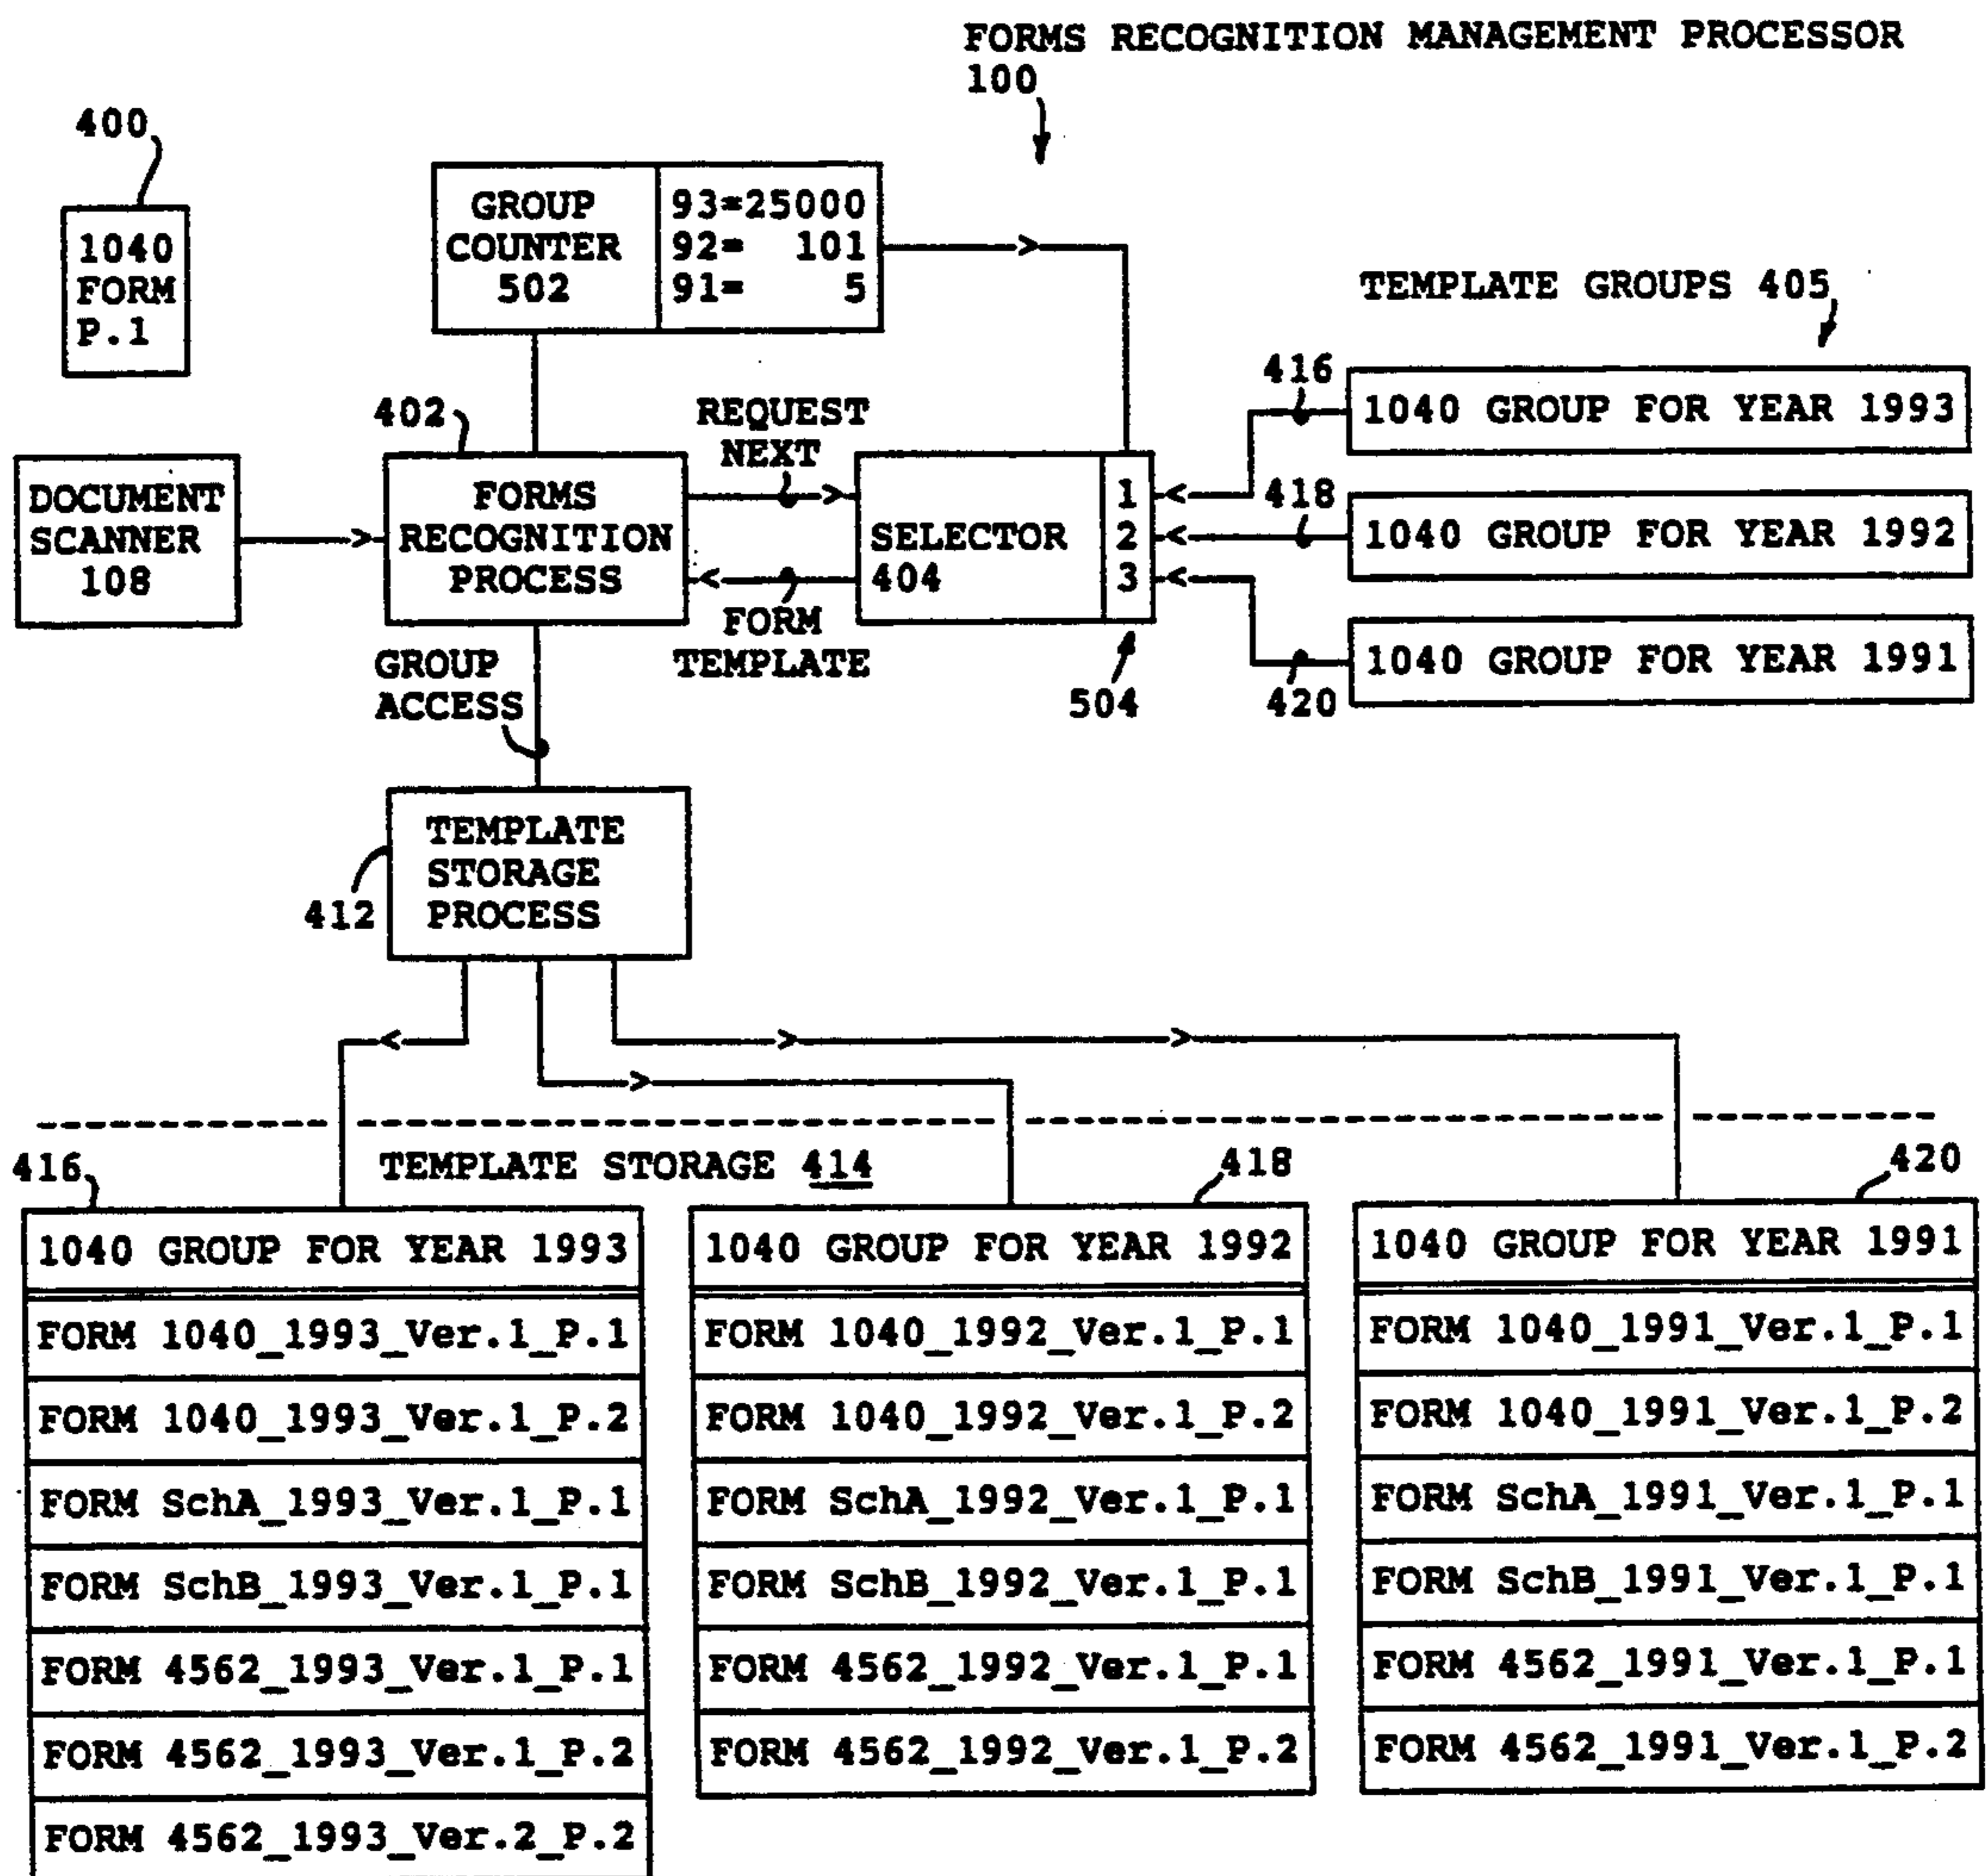 FORMS RECOGNITION MANAGEMENT PROCESSOR
100
400
1040
FORM
P.1
GROUP
COUNTER
502
93=25000
92= 101
91= 5
TEMPLATE GROUPS 405
416
1040 GROUP FOR YEAR 1993
418
1040 GROUP FOR YEAR 1992
420
1040 GROUP FOR YEAR 1991
402
REQUEST
NEXT
DOCUMENT
SCANNER
108
FORMS
RECOGNITION
PROCESS
SELECTOR
404
1
2
3
504
FORM
TEMPLATE
GROUP
ACCESS
TEMPLATE
STORAGE
PROCESS
412
TEMPLATE STORAGE 414
416
1040 GROUP FOR YEAR 1993
FORM 1040_1993_Ver.1_P.1
FORM 1040_1993_Ver.1_P.2
FORM SchA_1993_Ver.1_P.1
FORM SchB_1993_Ver.1_P.1
FORM 4562_1993_Ver.1_P.1
FORM 4562_1993_Ver.1_P.2
FORM 4562_1993_Ver.2_P.2
418
1040 GROUP FOR YEAR 1992
FORM 1040_1992_Ver.1_P.1
FORM 1040_1992_Ver.1_P.2
FORM SchA_1992_Ver.1_P.1
FORM SchB_1992_Ver.1_P.1
FORM 4562_1992_Ver.1_P.1
FORM 4562_1992_Ver.1_P.2
420
1040 GROUP FOR YEAR 1991
FORM 1040_1991_Ver.1_P.1
FORM 1040_1991_Ver.1_P.2
FORM SchA_1991_Ver.1_P.1
FORM SchB_1991_Ver.1_P.1
FORM 4562_1991_Ver.1_P.1
FORM 4562_1991_Ver.1_P.2